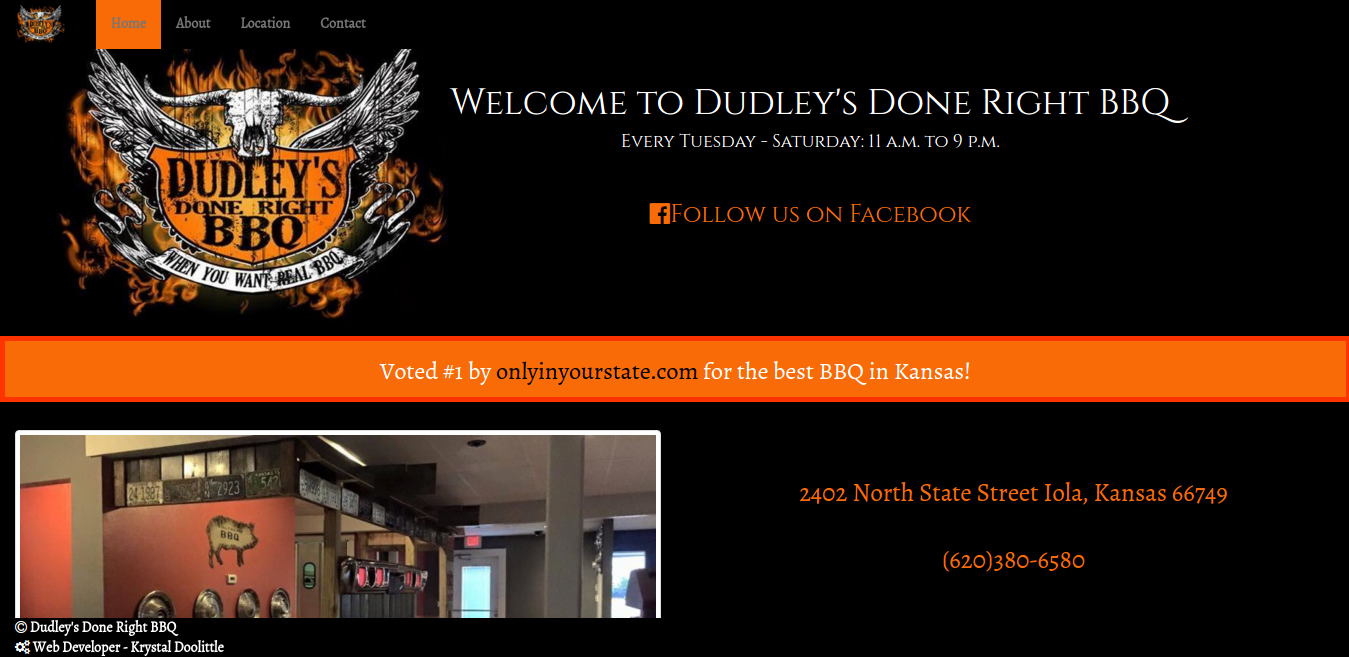 Home About Location Contact
DUDLEY'S
DONE RIGHT
BBQ
WHEN YOU WANT REAL BBQ
Welcome to Dudley's Done Right BBQ
Every Tuesday - Saturday: 11 a.m. to 9 p.m.
Follow us on Facebook
Voted #1 by onlyinyourstate.com for the best BBQ in Kansas!
2923
BBQ
2402 North State Street Iola, Kansas 66749
(620)380-6580
© Dudley's Done Right BBQ
Web Developer - Krystal Doolittle